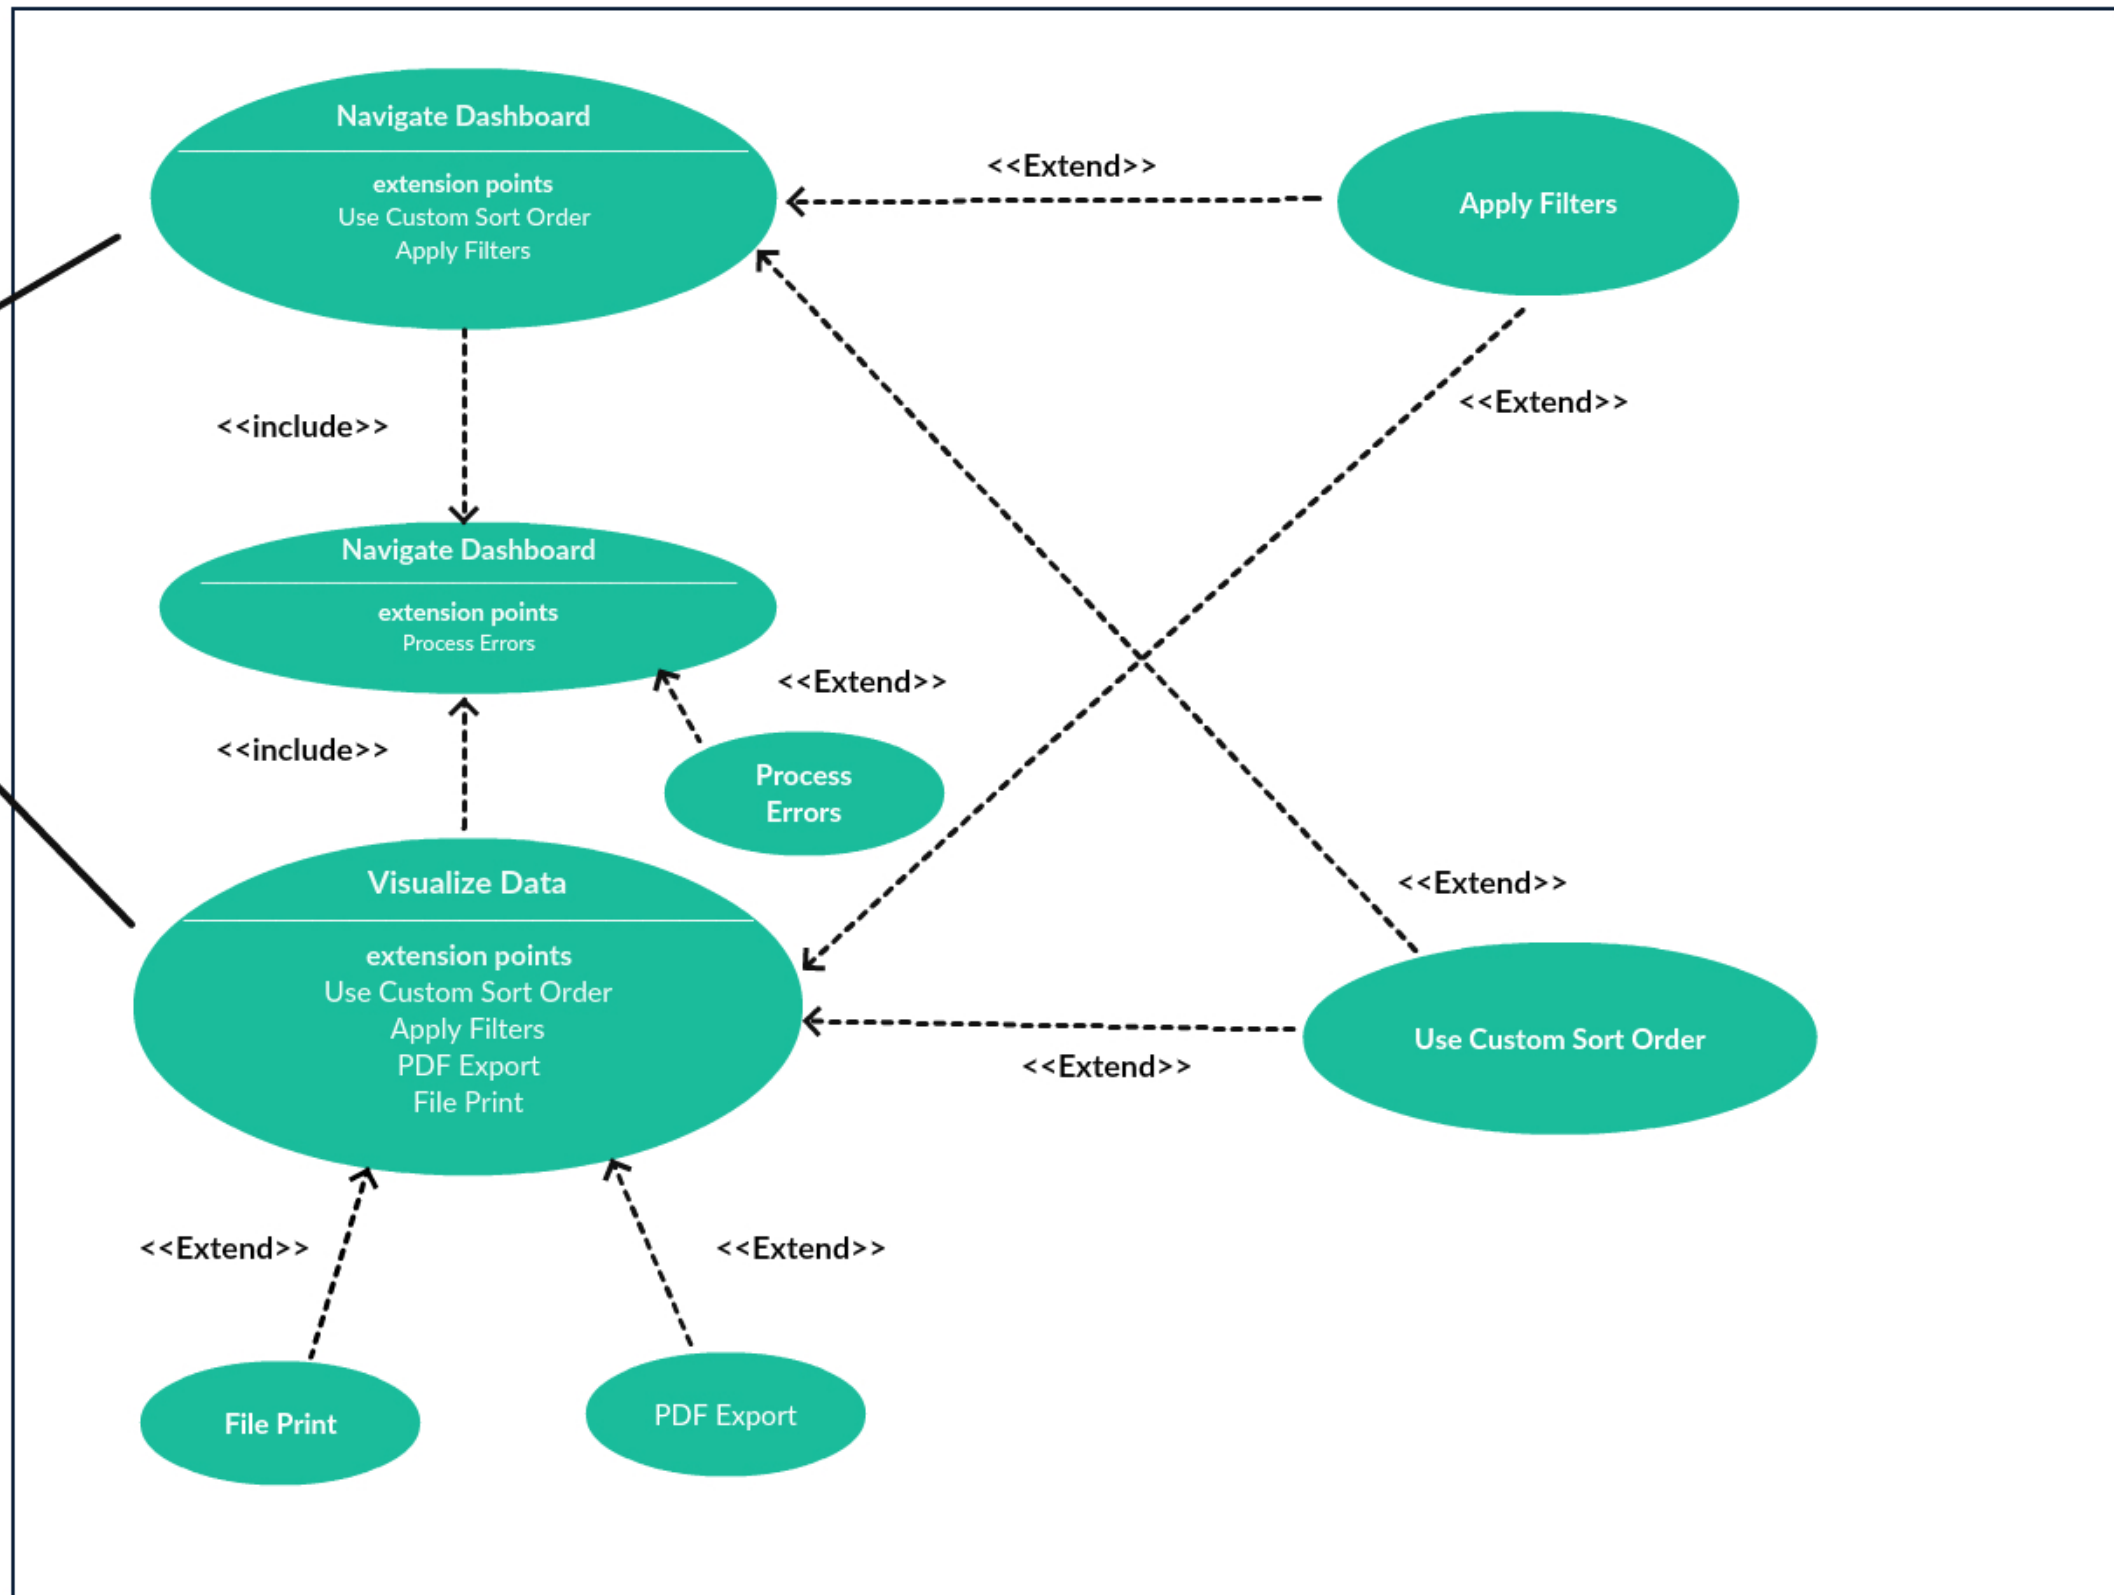 Navigate Dashboard
extension points
Use Custom Sort Order
Apply Filters
<<Extend>>
Apply Filters
<<Extend>>
<<include>>
Navigate Dashboard
extension points
Process Errors
<<Extend>>
<<include>>
Process
Errors
Visualize Data
extension points
Use Custom Sort Order
Apply Filters
PDF Export
File Print
<<Extend>>
Use Custom Sort Order
<<Extend>>
<<Extend>>
<<Extend>>
File Print
PDF Export